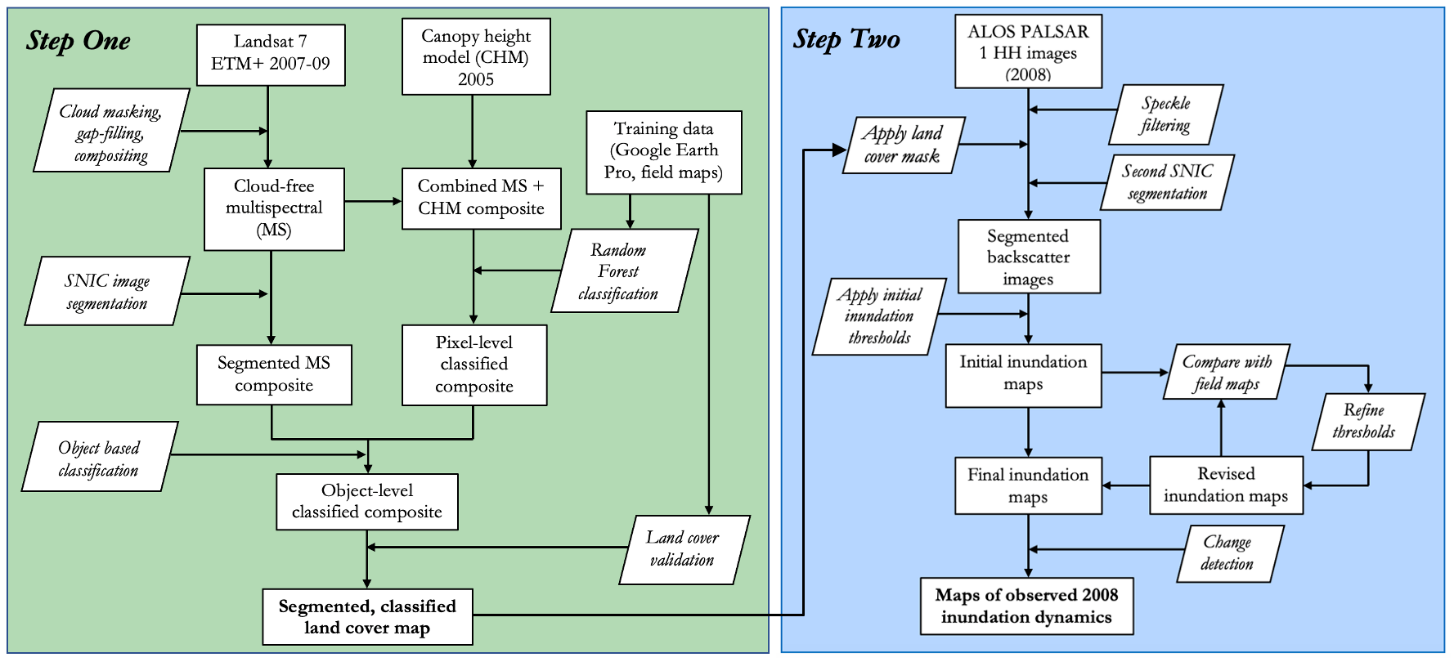 Step One
Landsat 7
ETM+ 2007-09
Canopy height
model (CHM)
2005
Cloud masking,
gap-filling,
compositing
Training data
(Google Earth
Pro, field maps)
Cloud-free
multispectral
(MS)
Combined MS +
CHM composite
SNIC image
segmentation
Random
Forest
classification
Segmented MS
composite
Pixel-level
classified
composite
Object based
classification
Object-level
classified composite
Land cover
validation
Segmented, classified
land cover map
Step Two
ALOS PALSAR
1 HH images
(2008)
Speckle
filtering
Apply land
cover mask
Second SNIC
segmentation
Segmented
backscatter
images
Apply initial
inundation
thresholds
Initial inundation
maps
Compare with
field maps
Refine
thresholds
Final inundation
maps
Revised
inundation maps
Change
detection
Maps of observed 2008
inundation dynamics